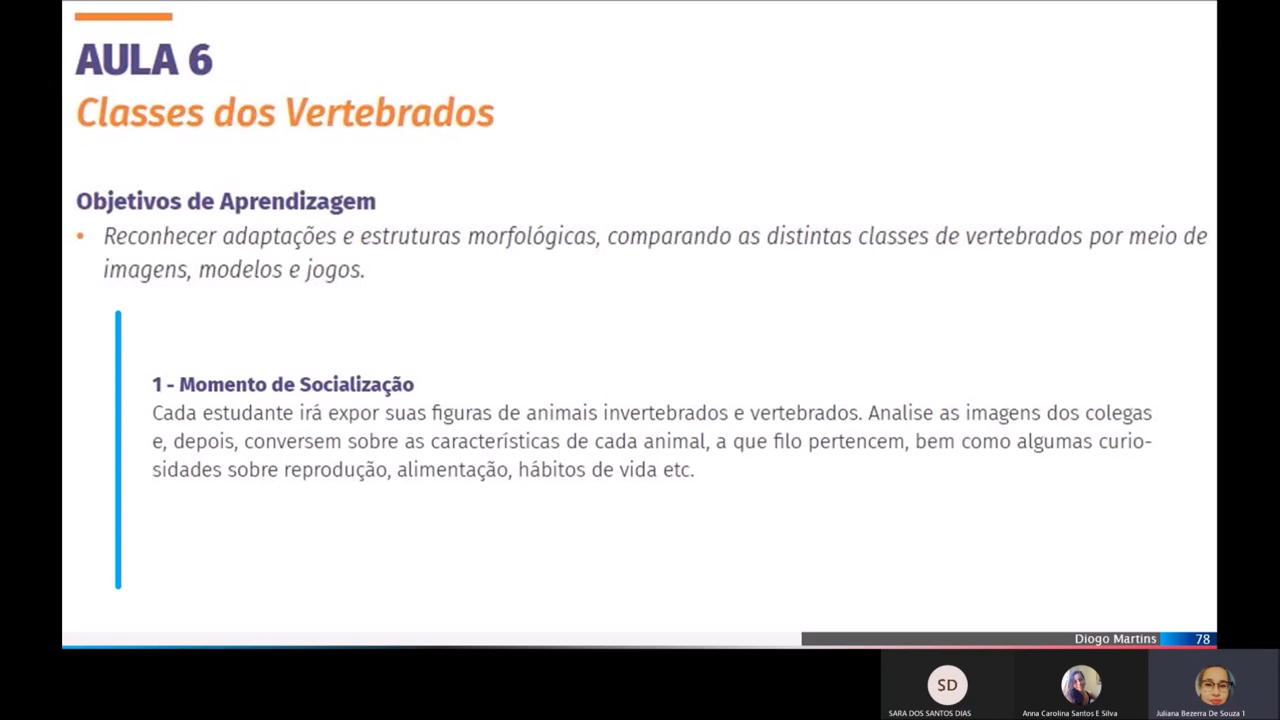 AULA 6
Classes dos Vertebrados
Objetivos de Aprendizagem
• Reconhecer adaptações e estruturas morfológicas, comparando as distintas classes de vertebrados por meio de
imagens, modelos e jogos.
1 - Momento de Socialização
Cada estudante irá expor suas figuras de animais invertebrados e vertebrados. Analise as imagens dos colegas
e, depois, conversem sobre as características de cada animal, a que filo pertencem, bem como algumas curio-
sidades sobre reprodução, alimentação, hábitos de vida etc.
Diogo Martins 78
SD
SARA DOS SANTOS DIAS
Anna Carolina Santos E Silva
Juliana Bezerra De Souza 1